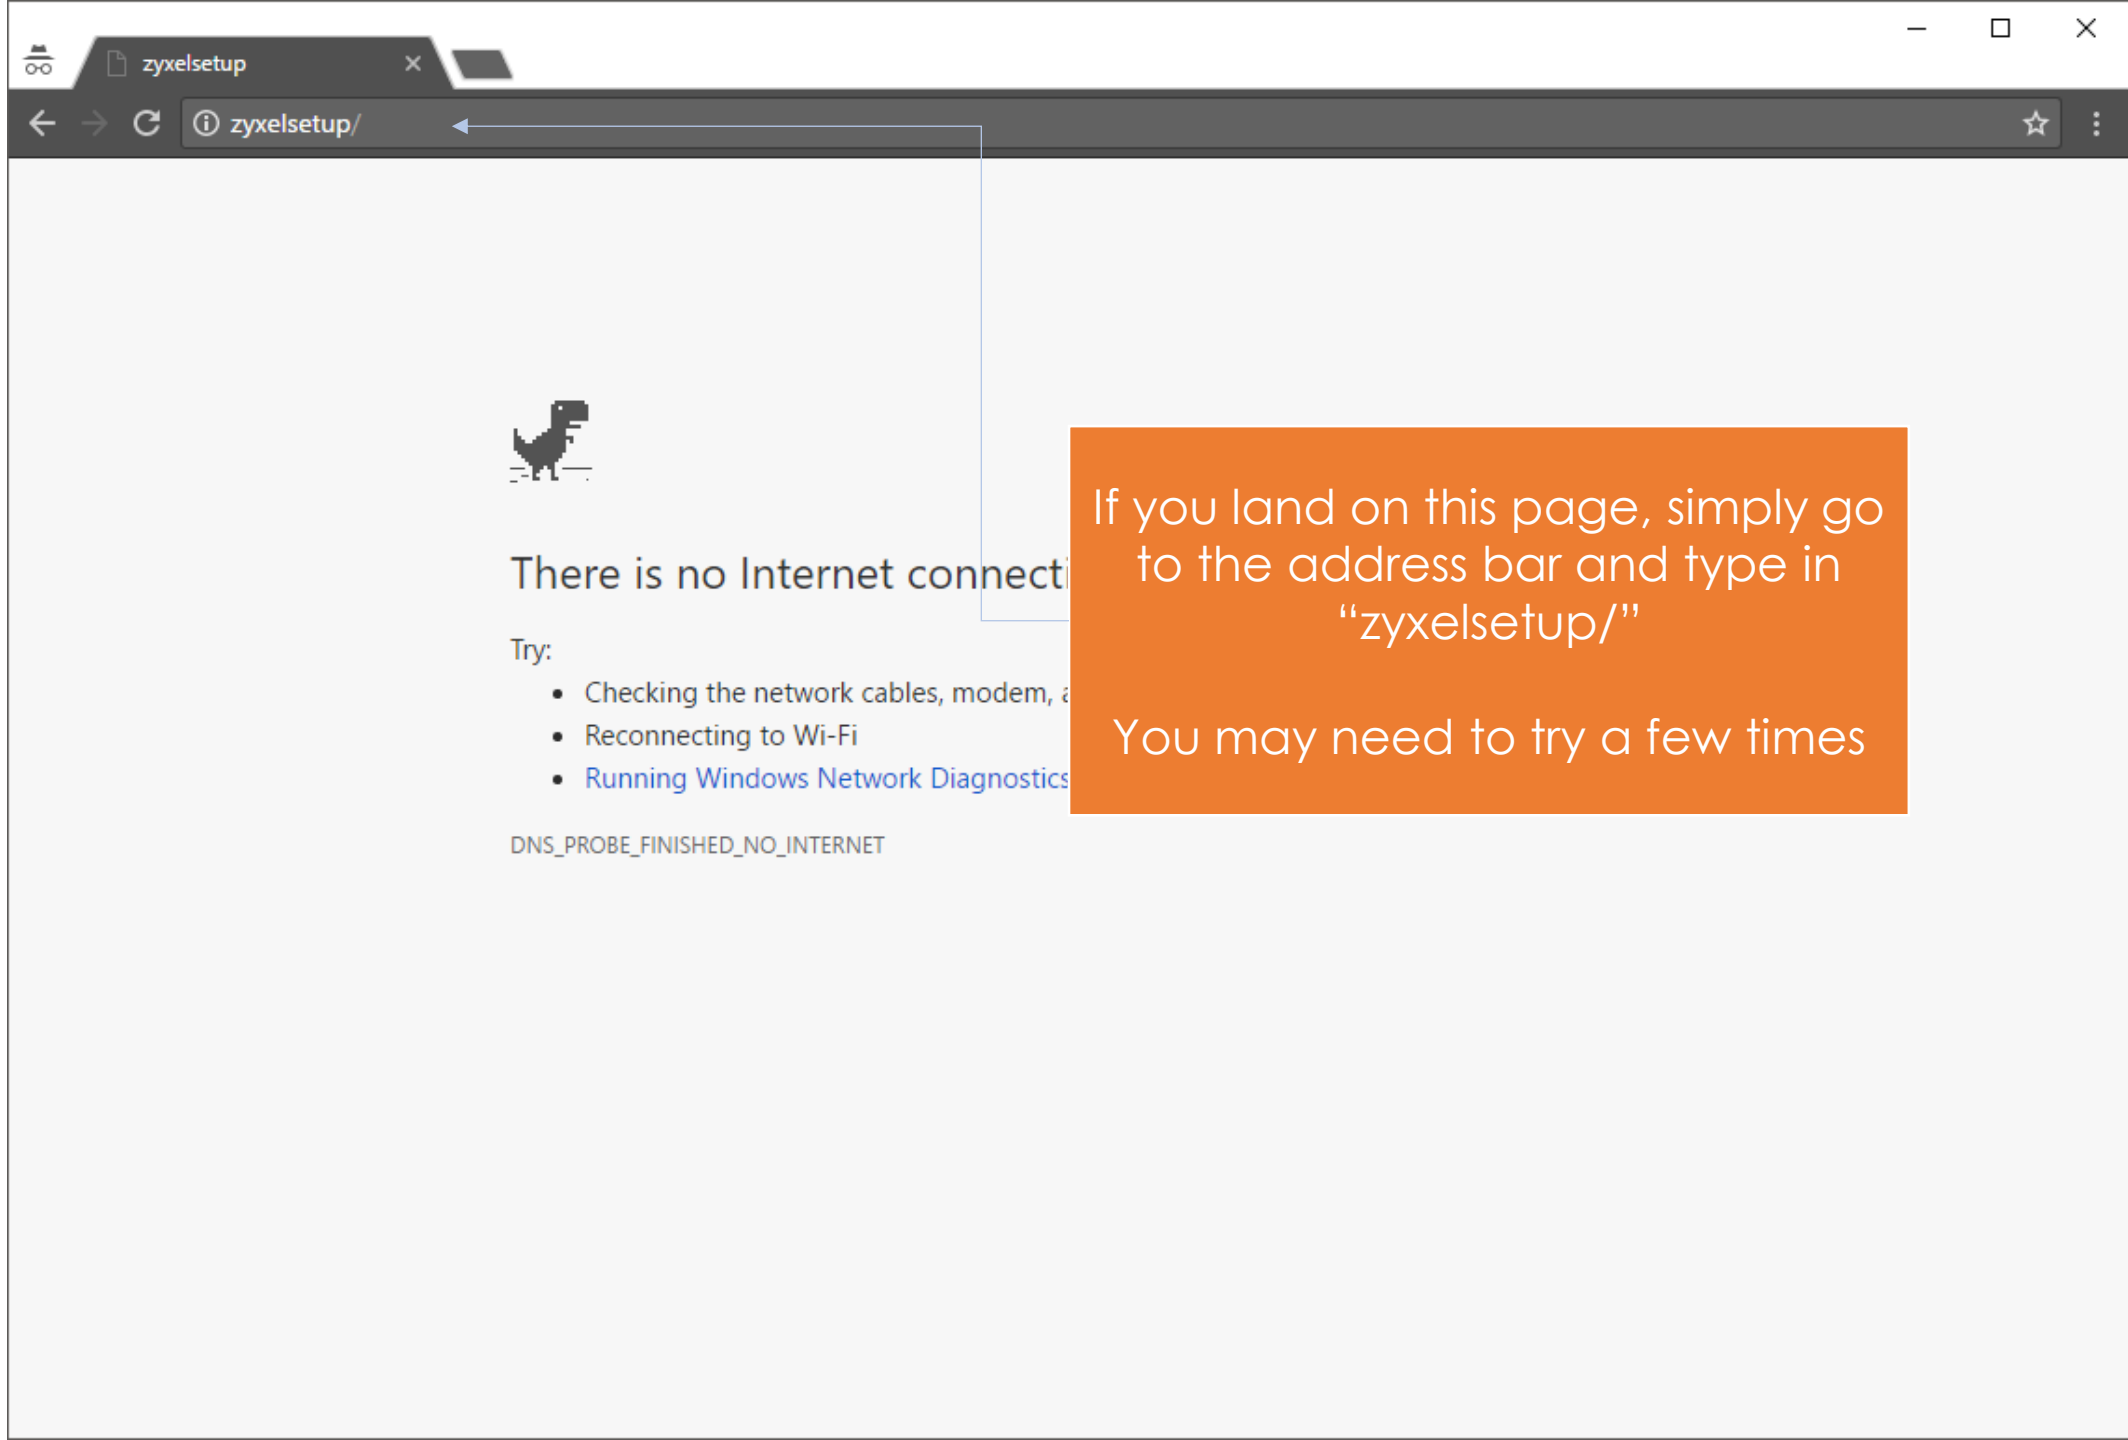 zyxelsetup
zyxelsetup/
There is no Internet connecti
Try:
Checking the network cables, modem,
Reconnecting to Wi-Fi
Running Windows Network Diagnostics
DNS_PROBE_FINISHED_NO_INTERNET
If you land on this page, simply go
to the address bar and type in
“zyxelsetup/”
You may need to try a few times